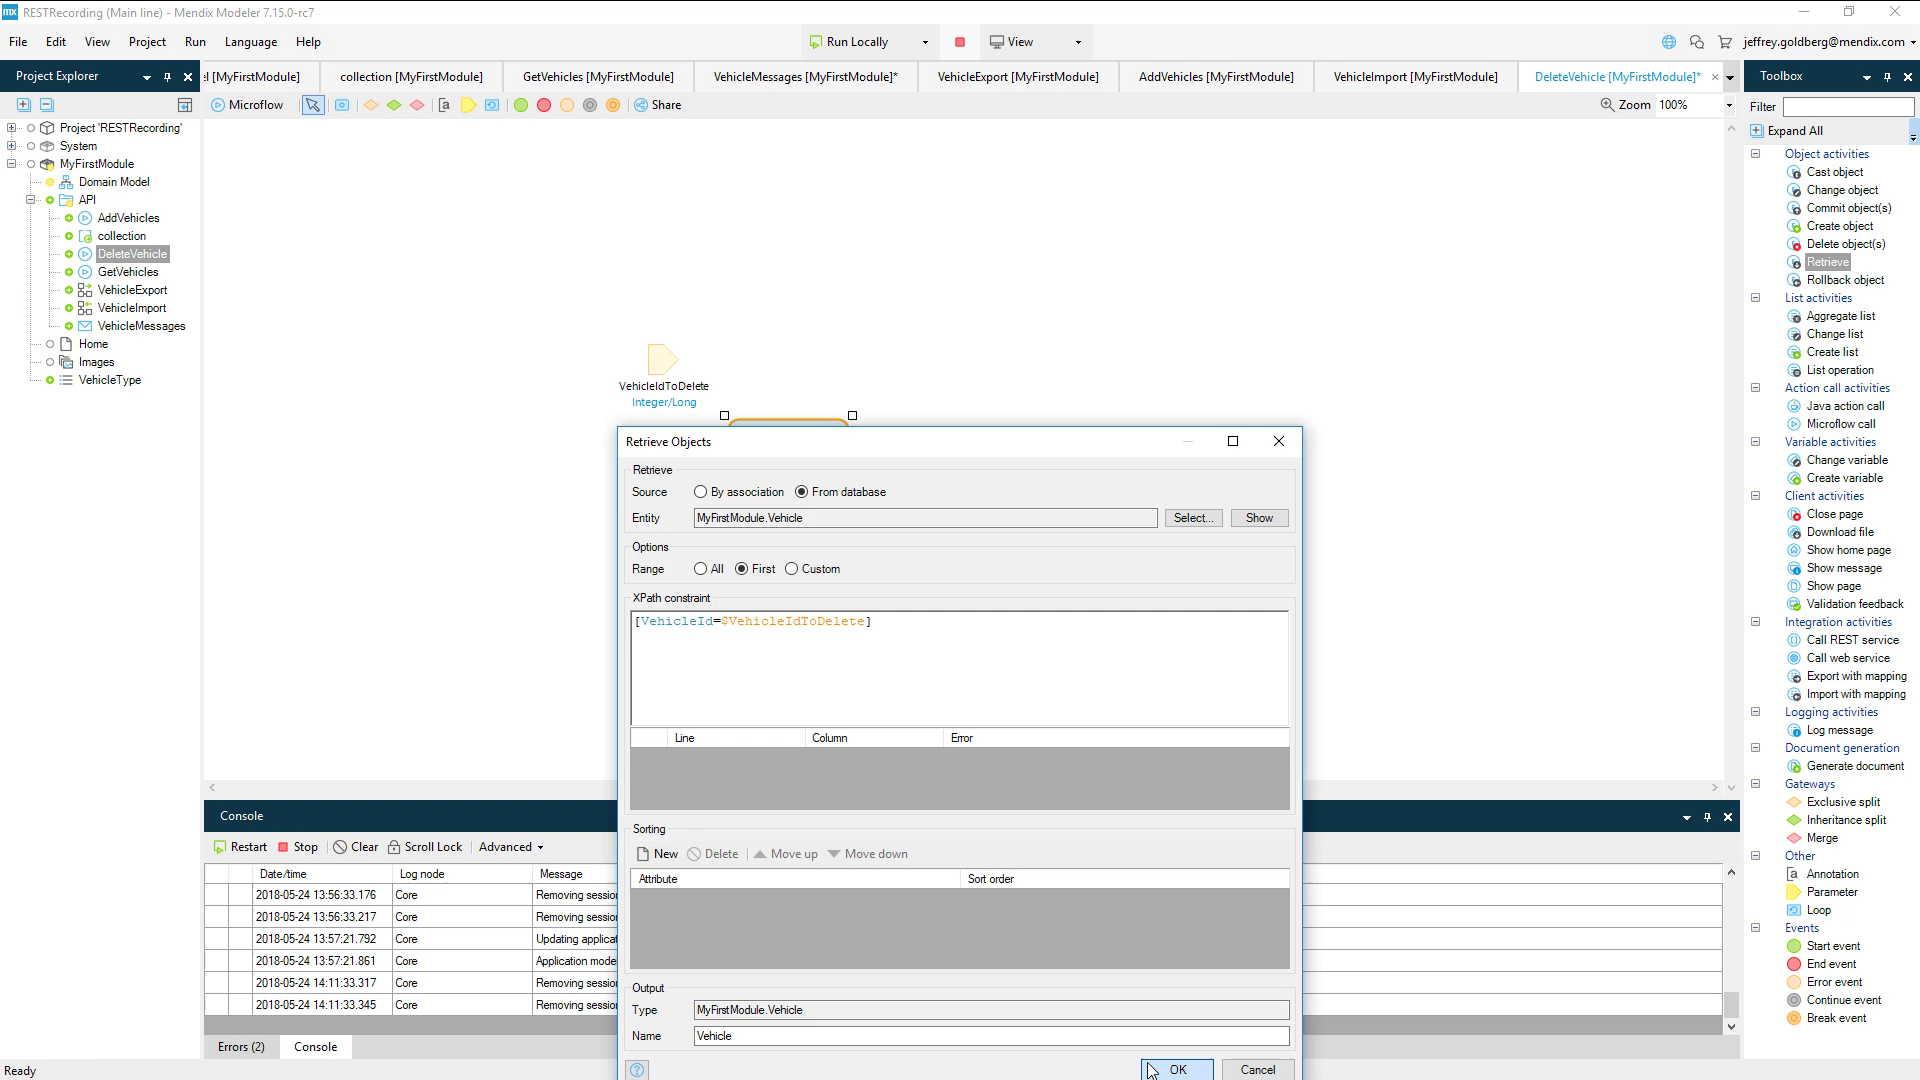 RESTRecording (Main line) - Mendix Modeler 7.15.0-rc7
File Edit View Project Run Language Help
Run Locally View
jeffrey.goldberg@mendix.com
Project Explorer
el [MyFirstModule] collection [MyFirstModule] GetVehicles [MyFirstModule] VehicleMessages [MyFirstModule]* VehicleExport [MyFirstModule] AddVehicles [MyFirstModule] VehicleImport [MyFirstModule] DeleteVehicle [MyFirstModule]*
Toolbox
Microflow Share Zoom 100%
Filter
Expand All
Project 'RESTRecording'
System
MyFirstModule
Domain Model
API
AddVehicles
collection
DeleteVehicle
GetVehicles
VehicleExport
VehicleImport
VehicleMessages
Home
Images
VehicleType
VehicleIdToDelete
Integer/Long
Retrieve Objects
Retrieve
Source By association From database
Entity MyFirstModule.Vehicle Select... Show
Options
Range All First Custom
XPath constraint
[VehicleId=$VehicleIdToDelete]
Line Column Error
Sorting
New Delete Move up Move down
Attribute Sort order
Output
Type MyFirstModule.Vehicle
Name Vehicle
OK Cancel
Console
Restart Stop Clear Scroll Lock Advanced
Date/time Log node Message
2018-05-24 13:56:33.176 Core Removing sessio
2018-05-24 13:56:33.217 Core Removing sessio
2018-05-24 13:57:21.792 Core Updating applica
2018-05-24 13:57:21.861 Core Application mode
2018-05-24 14:11:33.317 Core Removing sessio
2018-05-24 14:11:33.345 Core Removing sessio
Errors (2) Console
Ready
Object activities
Cast object
Change object
Commit object(s)
Create object
Delete object(s)
Retrieve
Rollback object
List activities
Aggregate list
Change list
Create list
List operation
Action call activities
Java action call
Microflow call
Variable activities
Change variable
Create variable
Client activities
Close page
Download file
Show home page
Show message
Show page
Validation feedback
Integration activities
Call REST service
Call web service
Export with mapping
Import with mapping
Logging activities
Log message
Document generation
Generate document
Gateways
Exclusive split
Inheritance split
Merge
Other
Annotation
Parameter
Loop
Events
Start event
End event
Error event
Continue event
Break event